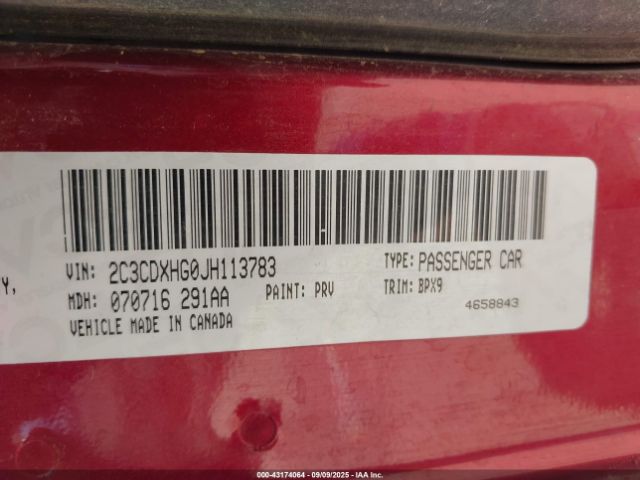 VIN: 2C3CDXHG0JH113783 TYPE: PASSENGER CAR
Y,
MDH: 070716 291AA PAINT: PRV TRIM: BPX9
VEHICLE MADE IN CANADA 4658843
000-43174064 - 09/09/2025 - IAA Inc.